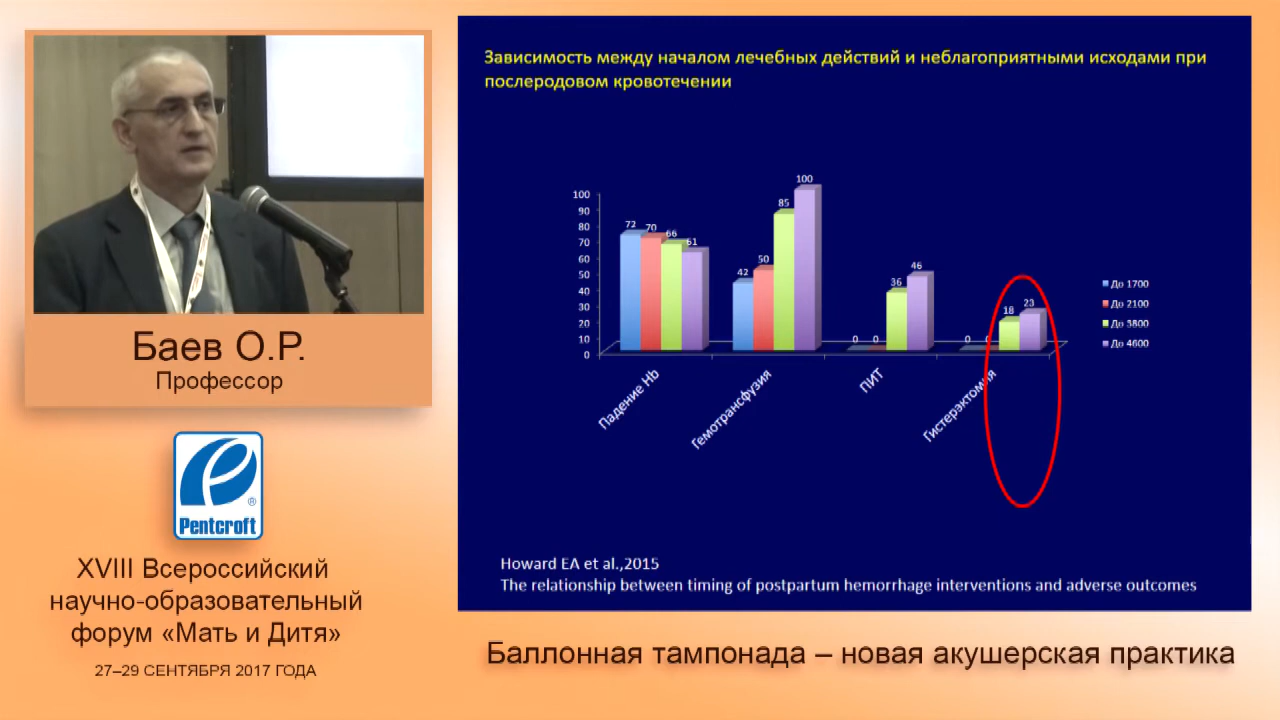 Баев О.Р.
Профессор
Pentcroft
®
XVIII Всероссийский
научно-образовательный
форум «Мать и Дитя»
27–29 СЕНТЯБРЯ 2017 ГОДА
Зависимость между началом лечебных действий и неблагоприятными исходами при
послеродовом кровотечении
100
90
80
70
60
50
40
30
20
10
0
72 70 66 61
42 50 85 100
0 0 36 46
0 0 18 23
Падение Hb
Гемотрансфузия
ПИТ
Гистерэктомия
До 1700
До 2100
До 3800
До 4600
Howard EA et al.,2015
The relationship between timing of postpartum hemorrhage interventions and adverse outcomes
Баллонная тампонада – новая акушерская практика